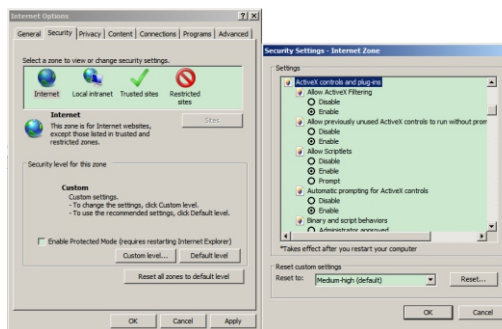 Internet Options
General Security Privacy Content Connections Programs Advanced
Select a zone to view or change security settings.
Internet Local intranet Trusted sites Restricted sites
Internet
Sites
This zone is for Internet websites,
except those listed in trusted and
restricted zones.
Security level for this zone
Custom
Custom settings.
- To change the settings, click Custom level.
- To use the recommended settings, click Default level.
Enable Protected Mode (requires restarting Internet Explorer)
Custom level... Default level
Reset all zones to default level
OK Cancel Apply
Security Settings - Internet Zone
Settings
ActiveX controls and plug-ins
Allow ActiveX Filtering
Disable
Enable
Allow previously unused ActiveX controls to run without prom
Disable
Enable
Allow Scriptlets
Disable
Enable
Prompt
Automatic prompting for ActiveX controls
Disable
Enable
Binary and script behaviors
Administrator approved
*Takes effect after you restart your computer
Reset custom settings
Reset to: Medium-high (default) Reset...
OK Cancel